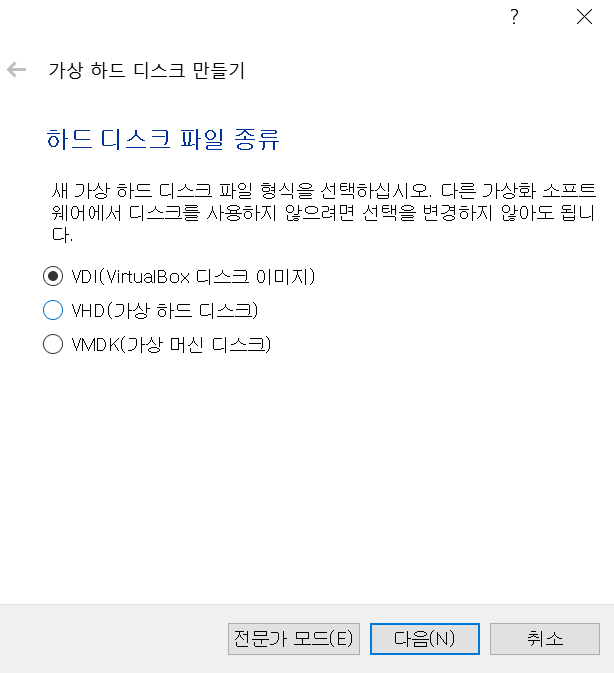 ?
가상 하드 디스크 만들기
하드 디스크 파일 종류
새 가상 하드 디스크 파일 형식을 선택하십시오. 다른 가상화 소프트
웨어에서 디스크를 사용하지 않으려면 선택을 변경하지 않아도 됩니
다.
VDI(VirtualBox 디스크 이미지)
VHD(가상 하드 디스크)
VMDK(가상 머신 디스크)
전문가 모드(E) 다음(N) 취소